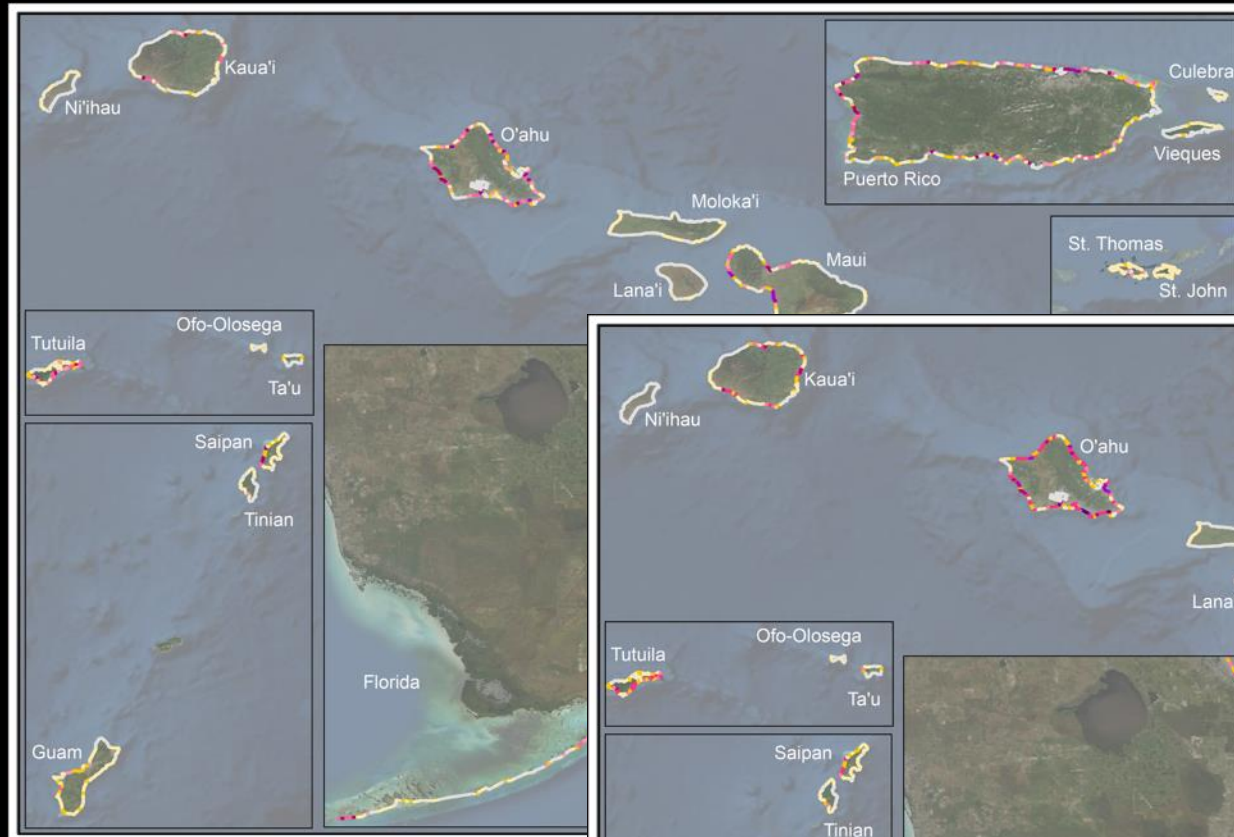 Kaua'i
Ni'ihau
O'ahu
Moloka'i
Maui
Lana'i
Culebra
Vieques
Puerto Rico
St. Thomas
St. John
Ofo-Olosega
Tutuila
Ta'u
Saipan
Tinian
Guam
Florida
Kaua'i
Ni'ihau
O'ahu
Lana
Ofo-Olosega
Tutuila
Ta'u
Saipan
Tinian